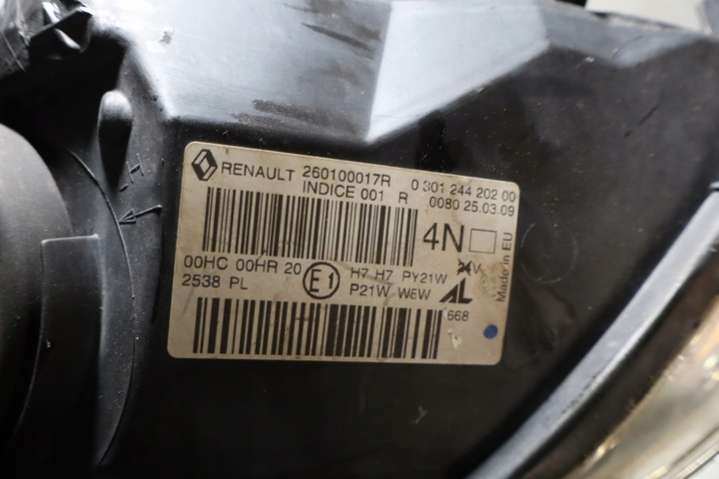 RENAULT 260100017R 0 301 244 202 00
INDICE 001 R 0080 25.03.09
4N
Made in EU
00HC 00HR 20 E1 H7 H7 PY21W
2538 PL P21W W6W AL
668